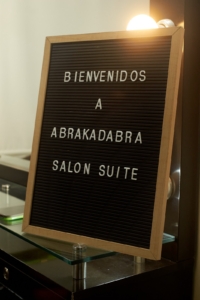 BIENVENIDOS
A
ABRAKADABRA
SALON SUITE